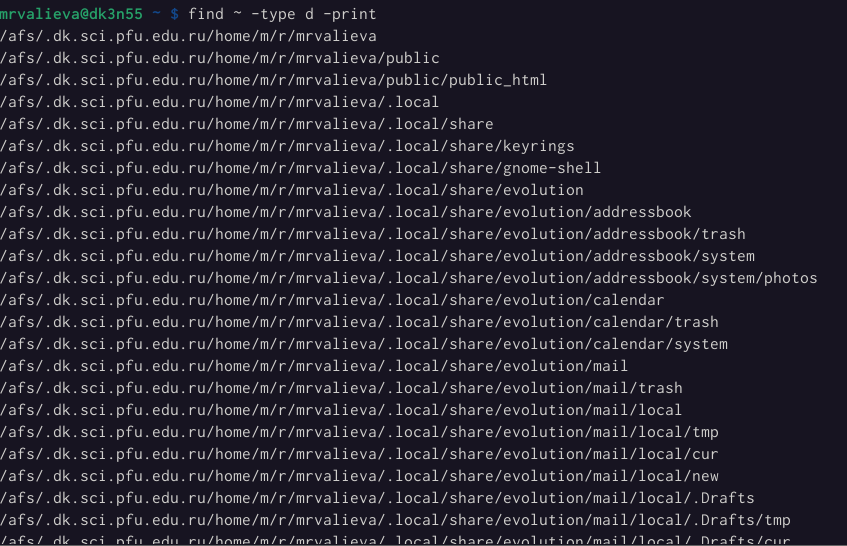 mrvalieva@dk3n55 ~ $ find ~ -type d -print
/afs/.dk.sci.pfu.edu.ru/home/m/r/mrvalieva
/afs/.dk.sci.pfu.edu.ru/home/m/r/mrvalieva/public
/afs/.dk.sci.pfu.edu.ru/home/m/r/mrvalieva/public/public_html
/afs/.dk.sci.pfu.edu.ru/home/m/r/mrvalieva/.local
/afs/.dk.sci.pfu.edu.ru/home/m/r/mrvalieva/.local/share
/afs/.dk.sci.pfu.edu.ru/home/m/r/mrvalieva/.local/share/keyrings
/afs/.dk.sci.pfu.edu.ru/home/m/r/mrvalieva/.local/share/gnome-shell
/afs/.dk.sci.pfu.edu.ru/home/m/r/mrvalieva/.local/share/evolution
/afs/.dk.sci.pfu.edu.ru/home/m/r/mrvalieva/.local/share/evolution/addressbook
/afs/.dk.sci.pfu.edu.ru/home/m/r/mrvalieva/.local/share/evolution/addressbook/trash
/afs/.dk.sci.pfu.edu.ru/home/m/r/mrvalieva/.local/share/evolution/addressbook/system
/afs/.dk.sci.pfu.edu.ru/home/m/r/mrvalieva/.local/share/evolution/addressbook/system/photos
/afs/.dk.sci.pfu.edu.ru/home/m/r/mrvalieva/.local/share/evolution/calendar
/afs/.dk.sci.pfu.edu.ru/home/m/r/mrvalieva/.local/share/evolution/calendar/trash
/afs/.dk.sci.pfu.edu.ru/home/m/r/mrvalieva/.local/share/evolution/calendar/system
/afs/.dk.sci.pfu.edu.ru/home/m/r/mrvalieva/.local/share/evolution/mail
/afs/.dk.sci.pfu.edu.ru/home/m/r/mrvalieva/.local/share/evolution/mail/trash
/afs/.dk.sci.pfu.edu.ru/home/m/r/mrvalieva/.local/share/evolution/mail/local
/afs/.dk.sci.pfu.edu.ru/home/m/r/mrvalieva/.local/share/evolution/mail/local/tmp
/afs/.dk.sci.pfu.edu.ru/home/m/r/mrvalieva/.local/share/evolution/mail/local/cur
/afs/.dk.sci.pfu.edu.ru/home/m/r/mrvalieva/.local/share/evolution/mail/local/new
/afs/.dk.sci.pfu.edu.ru/home/m/r/mrvalieva/.local/share/evolution/mail/local/.Drafts
/afs/.dk.sci.pfu.edu.ru/home/m/r/mrvalieva/.local/share/evolution/mail/local/.Drafts/tmp
/afs/.dk.sci.pfu.edu.ru/home/m/r/mrvalieva/.local/share/evolution/mail/local/.Drafts/cur